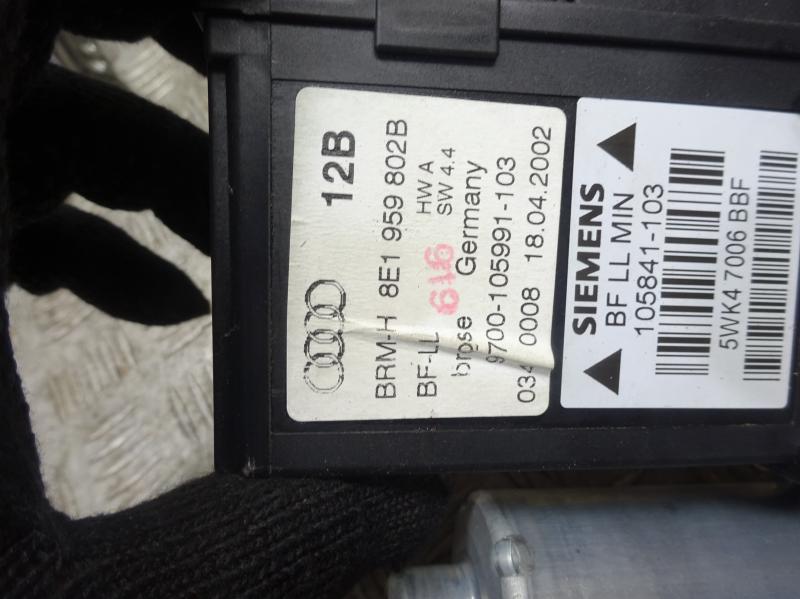 12B
BRM-H 8E1 959 802B
BF-LL HW A
616 SW 4.4
brose Germany
9700-105991-103
034 0008 18.04.2002
SIEMENS
BF LL MIN
105841-103
5WK4 7006 BBF